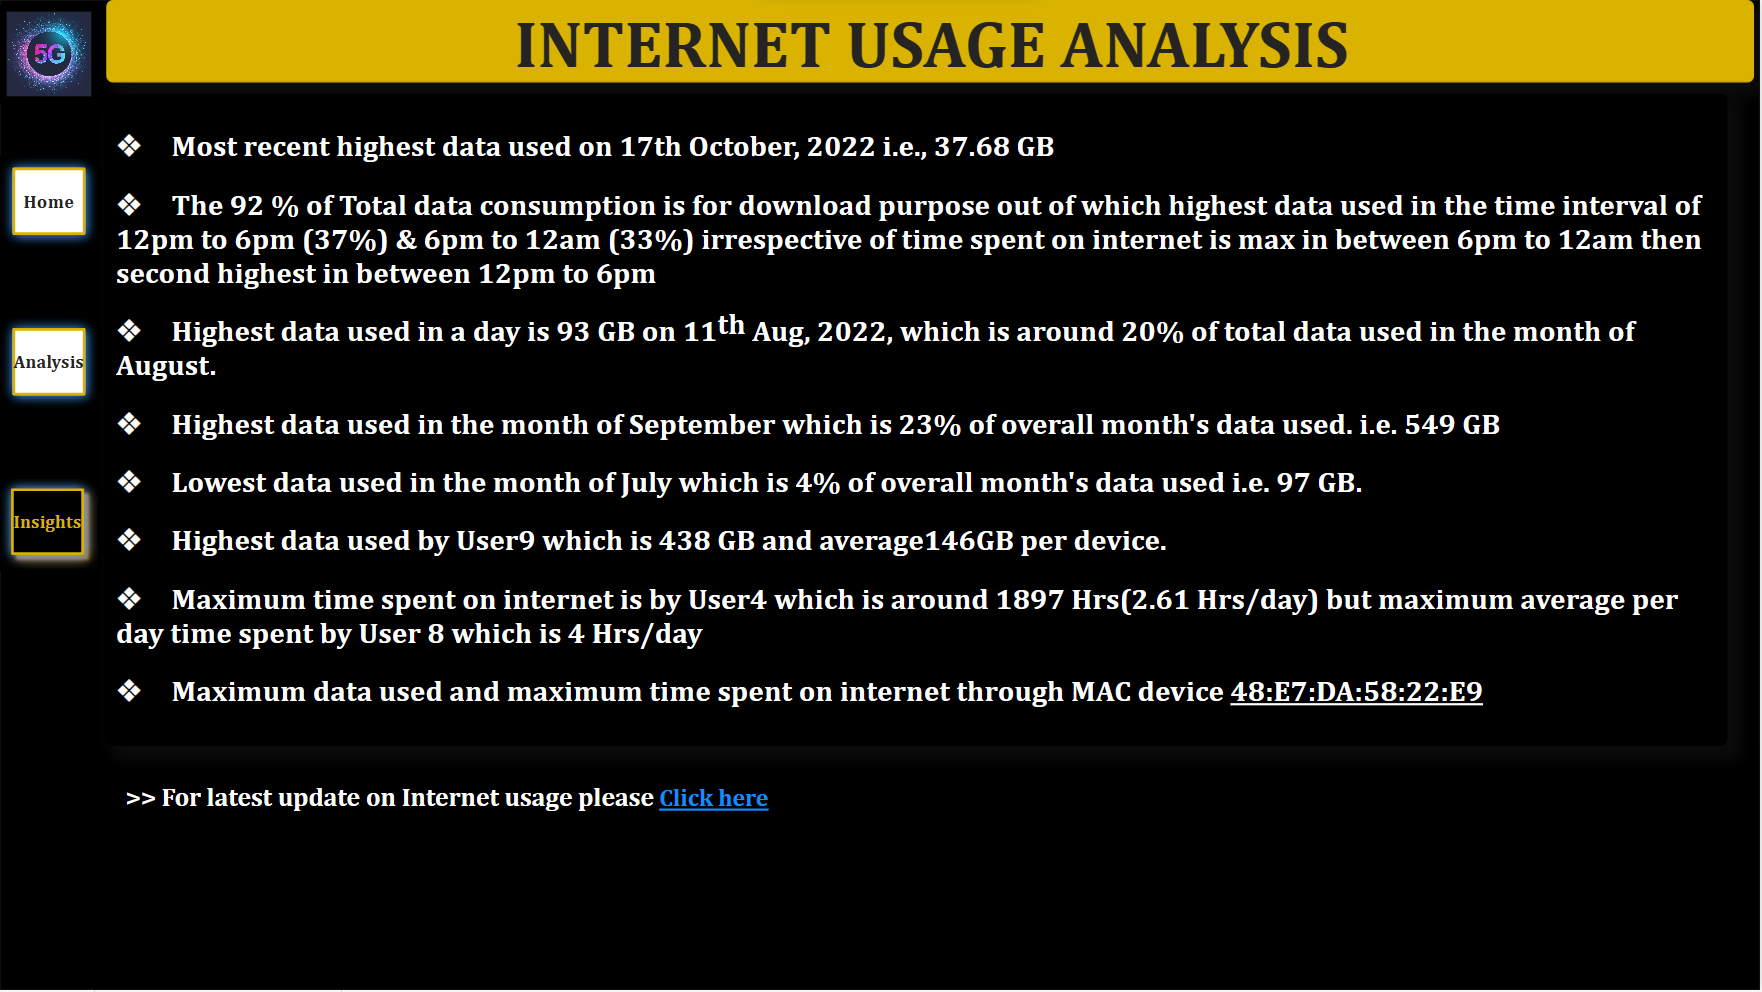 5G
INTERNET USAGE ANALYSIS
❖ Most recent highest data used on 17th October, 2022 i.e., 37.68 GB
Home
❖ The 92 % of Total data consumption is for download purpose out of which highest data used in the time interval of
12pm to 6pm (37%) & 6pm to 12am (33%) irrespective of time spent on internet is max in between 6pm to 12am then
second highest in between 12pm to 6pm
❖ Highest data used in a day is 93 GB on 11th Aug, 2022, which is around 20% of total data used in the month of
August.
Analysis
❖ Highest data used in the month of September which is 23% of overall month's data used. i.e. 549 GB
❖ Lowest data used in the month of July which is 4% of overall month's data used i.e. 97 GB.
Insights
❖ Highest data used by User9 which is 438 GB and average146GB per device.
❖ Maximum time spent on internet is by User4 which is around 1897 Hrs(2.61 Hrs/day) but maximum average per
day time spent by User 8 which is 4 Hrs/day
❖ Maximum data used and maximum time spent on internet through MAC device 48:E7:DA:58:22:E9
>> For latest update on Internet usage please Click here